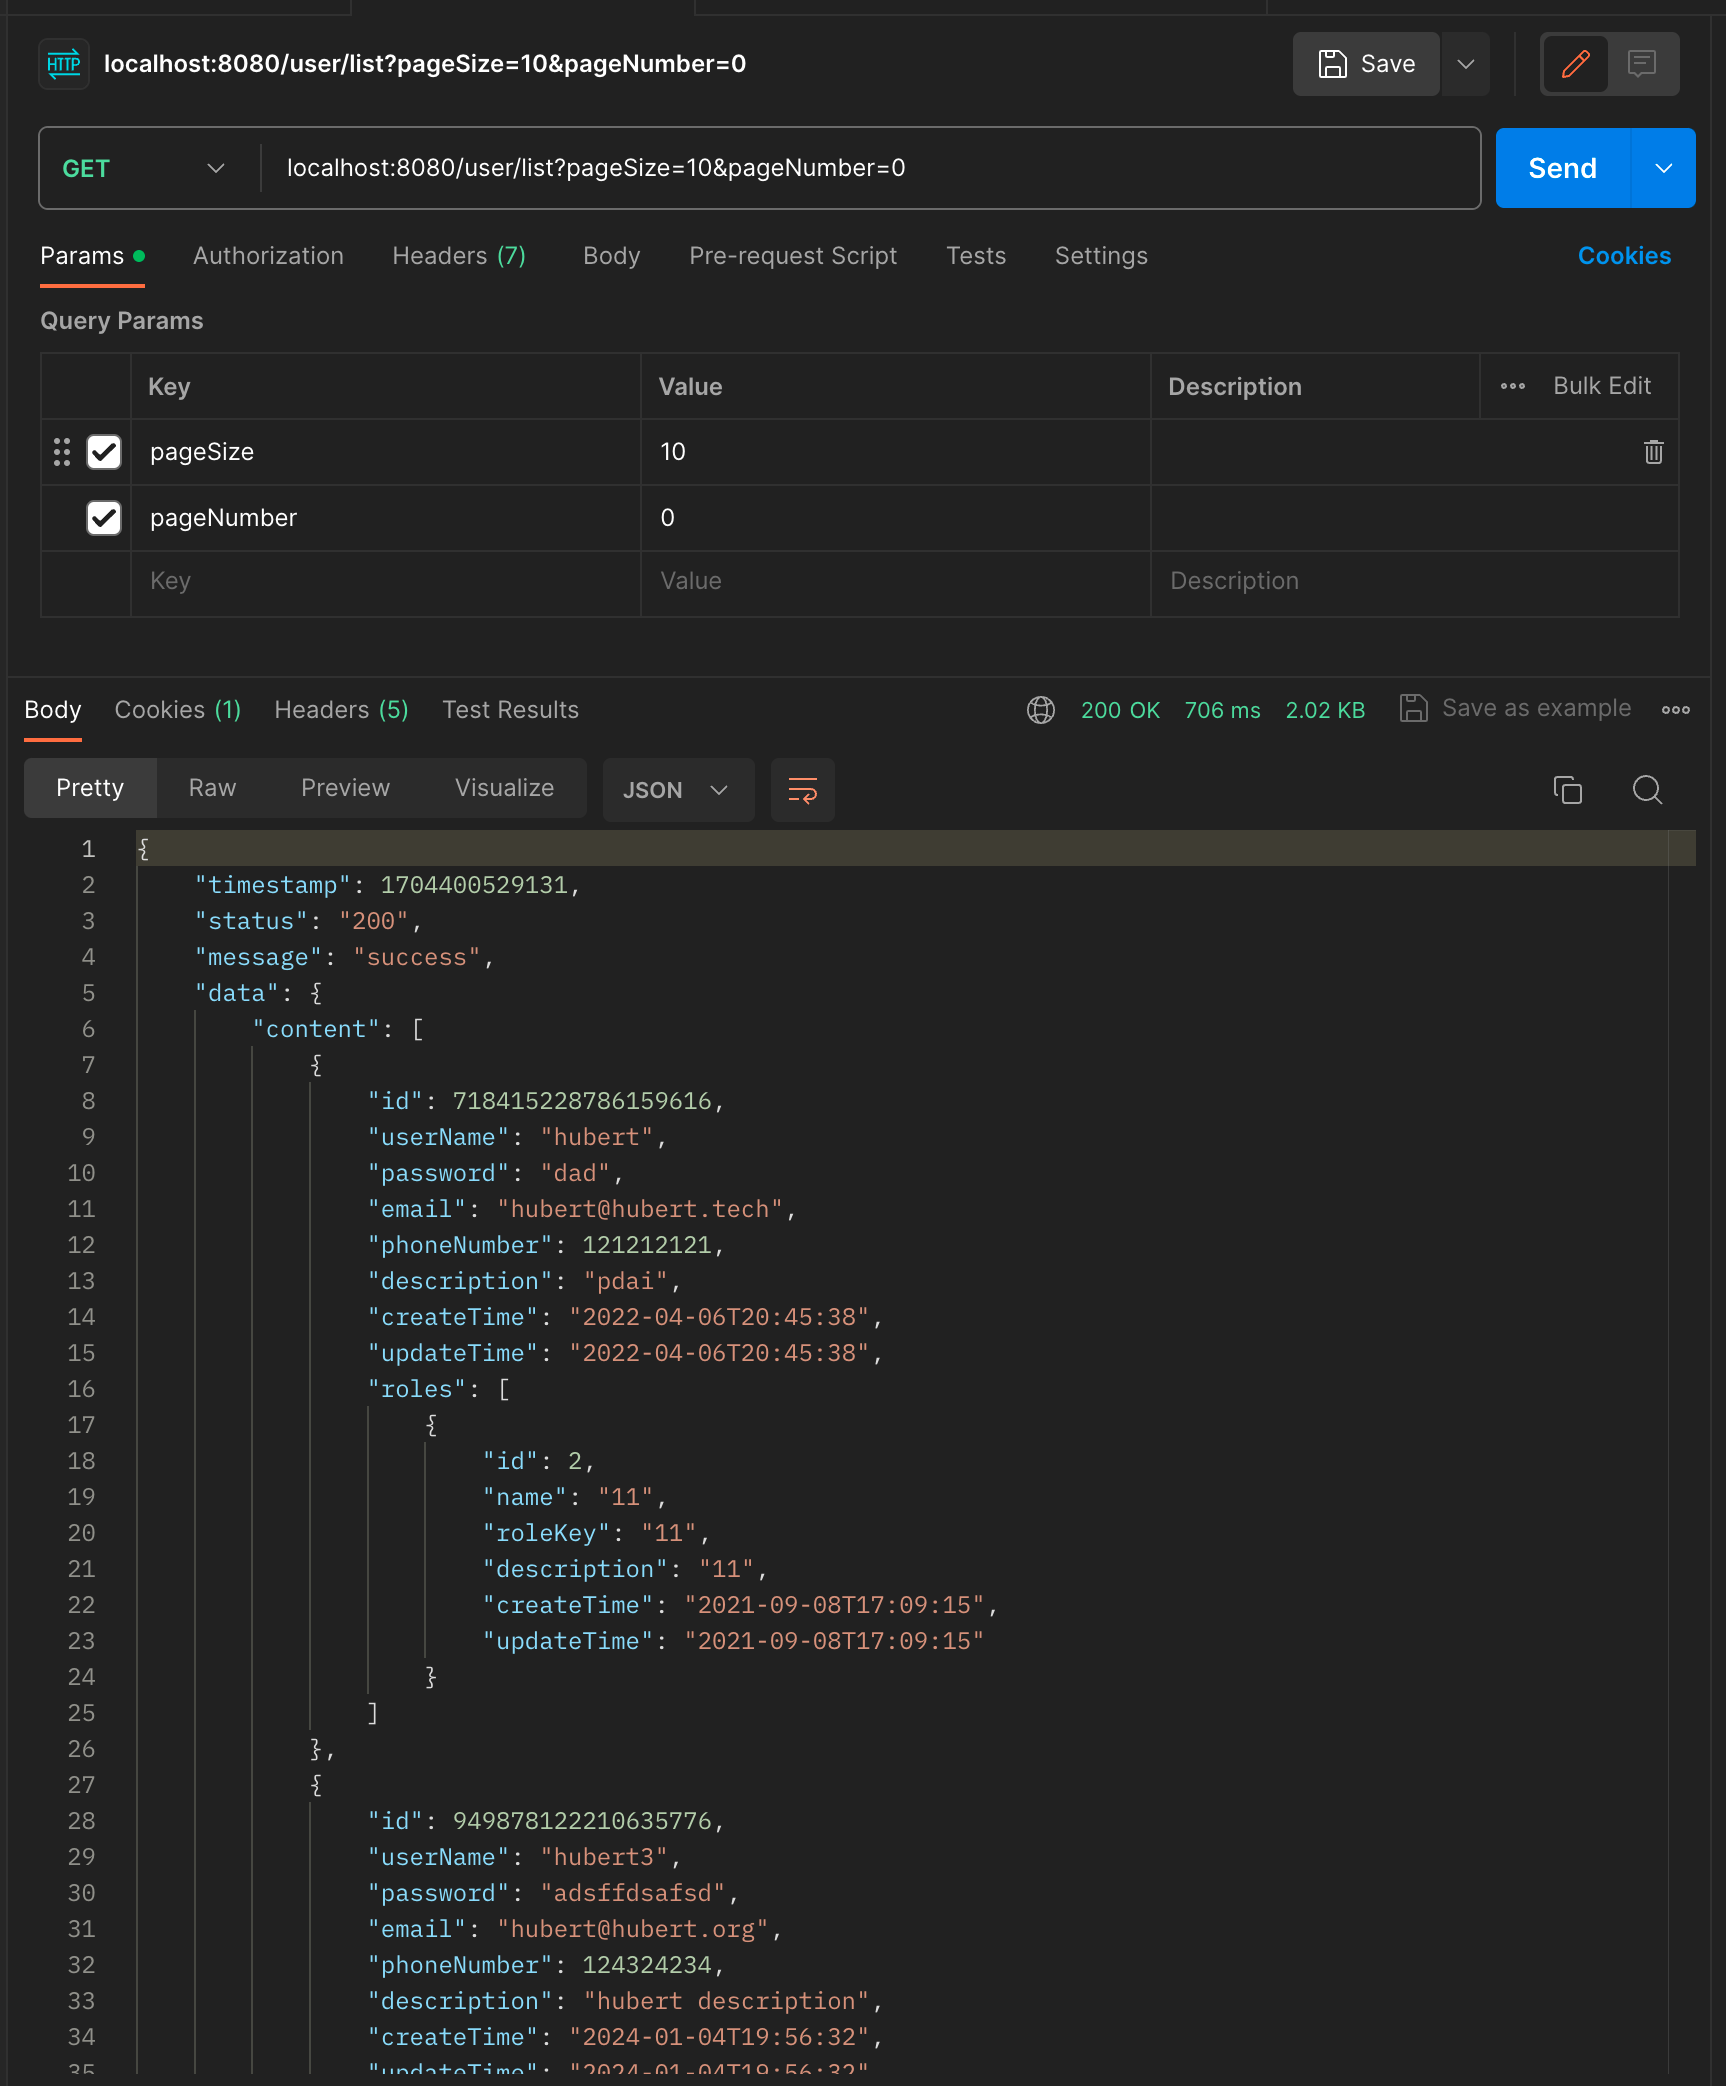 HTTP localhost:8080/user/list?pageSize=10&pageNumber=0 Save
GET localhost:8080/user/list?pageSize=10&pageNumber=0 Send
Params Authorization Headers (7) Body Pre-request Script Tests Settings Cookies
Query Params
Key Value Description Bulk Edit
pageSize 10
pageNumber 0
Key Value Description
Body Cookies (1) Headers (5) Test Results 200 OK 706 ms 2.02 KB Save as example
Pretty Raw Preview Visualize JSON
1 {
2 "timestamp": 1704400529131,
3 "status": "200",
4 "message": "success",
5 "data": {
6 "content": [
7 {
8 "id": 718415228786159616,
9 "userName": "hubert",
10 "password": "dad",
11 "email": "hubert@hubert.tech",
12 "phoneNumber": 121212121,
13 "description": "pdai",
14 "createTime": "2022-04-06T20:45:38",
15 "updateTime": "2022-04-06T20:45:38",
16 "roles": [
17 {
18 "id": 2,
19 "name": "11",
20 "roleKey": "11",
21 "description": "11",
22 "createTime": "2021-09-08T17:09:15",
23 "updateTime": "2021-09-08T17:09:15"
24 }
25 ]
26 },
27 {
28 "id": 949878122210635776,
29 "userName": "hubert3",
30 "password": "adsffdsafsd",
31 "email": "hubert@hubert.org",
32 "phoneNumber": 124324234,
33 "description": "hubert description",
34 "createTime": "2024-01-04T19:56:32",
35 "updateTime": "2024-01-04T19:56:32"